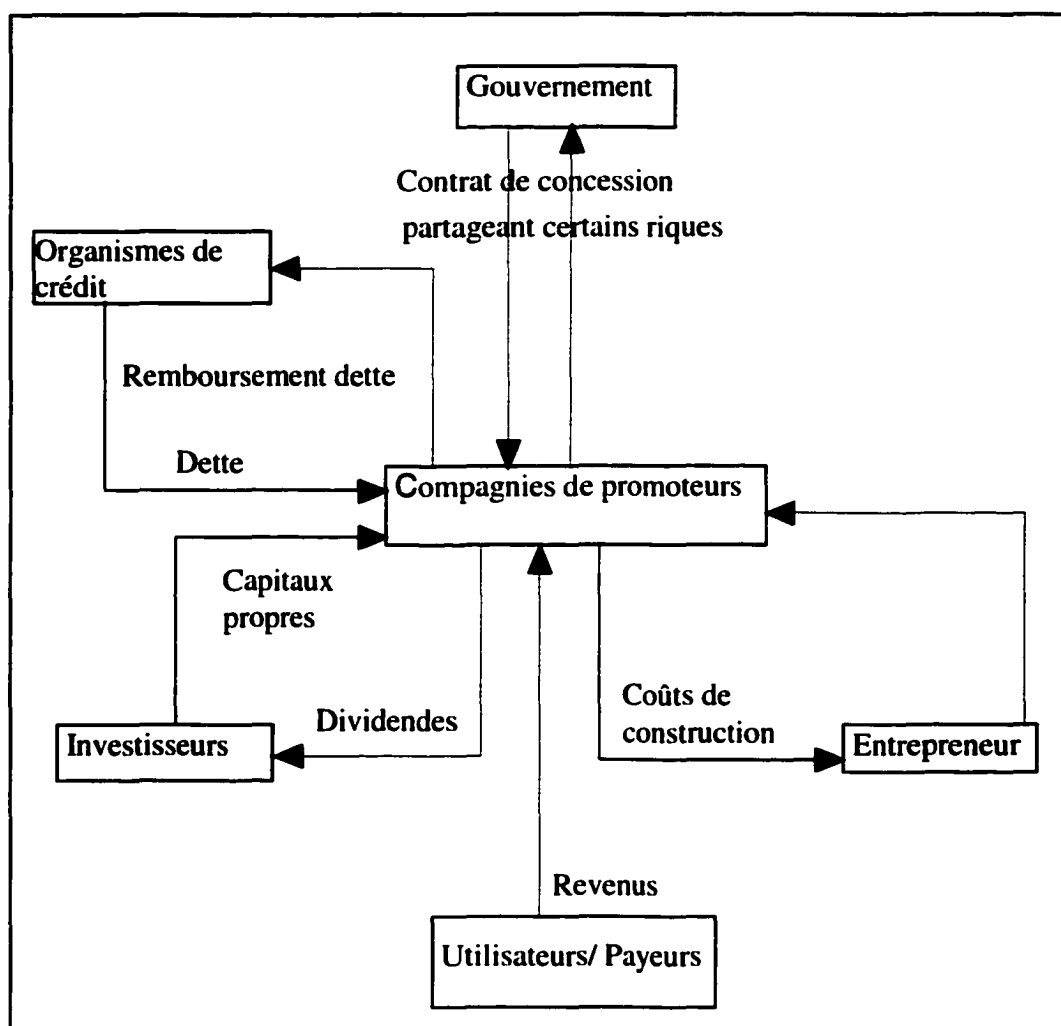 Gouvernement
Contrat de concession
partageant certains riques
Organismes de
crédit
Remboursement dette
Dette
Compagnies de promoteurs
Capitaux
propres
Dividendes
Investisseurs
Coûts de
construction
Entrepreneur
Revenus
Utilisateurs/ Payeurs